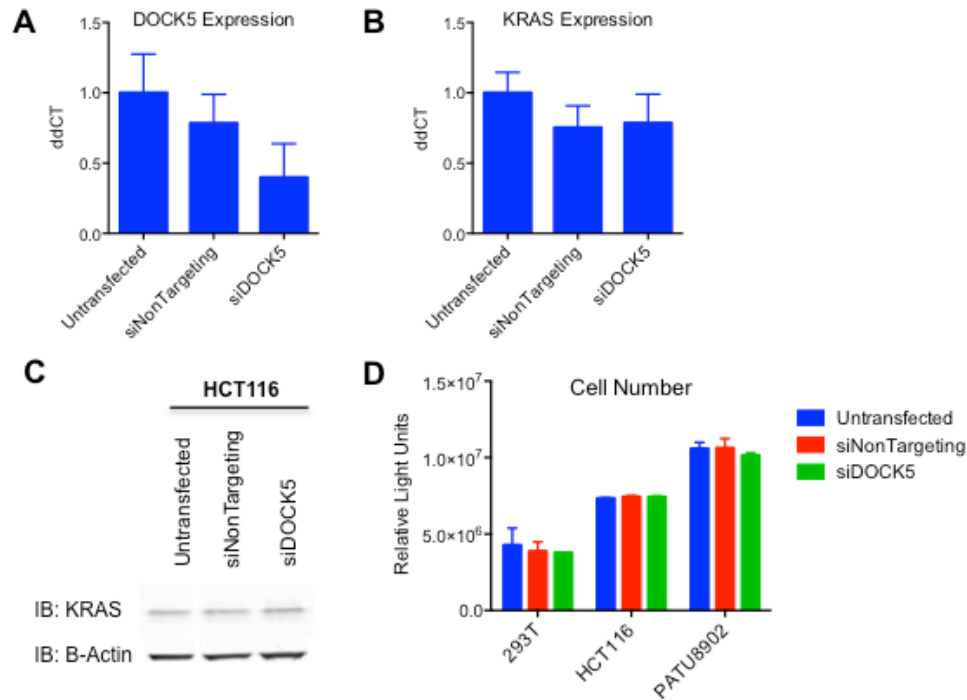 A
DOCK5 Expression
1.5
1.0
0.5
0.0
ddCT
Untransfected
siNonTargeting
siDOCK5
B
KRAS Expression
1.5
1.0
0.5
0.0
ddCT
Untransfected
siNonTargeting
siDOCK5
C
HCT116
Untransfected
siNonTargeting
siDOCK5
IB: KRAS
IB: B-Actin
D
Cell Number
1.5×10⁷
1.0×10⁷
5.0×10⁶
0.0
Relative Light Units
293T
HCT116
PATU8902
Untransfected
siNonTargeting
siDOCK5